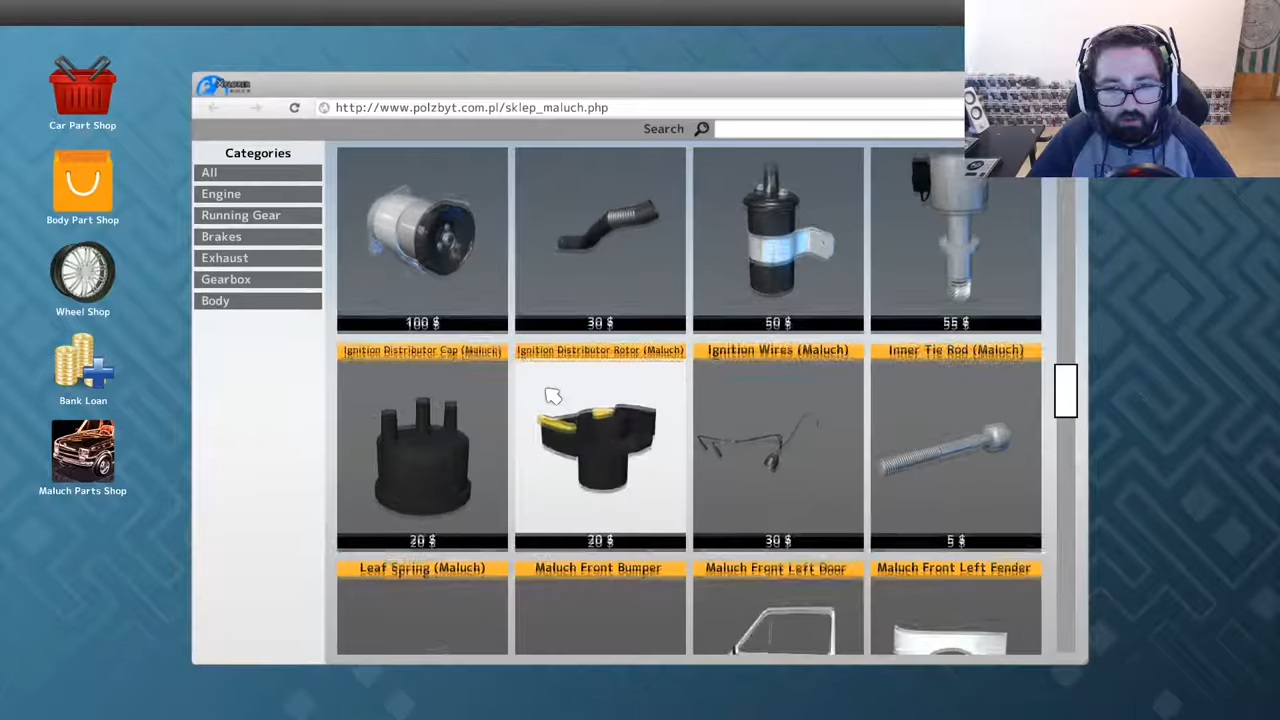 Car Part Shop
Body Part Shop
Wheel Shop
Bank Loan
Maluch Parts Shop
http://www.polzbyt.com.pl/sklep_maluch.php
Search
Categories
All
Engine
Running Gear
Brakes
Exhaust
Gearbox
Body
100 $
30 $
50 $
55 $
Ignition Distributor Cap (Maluch)
Ignition Distributor Rotor (Maluch)
Ignition Wires (Maluch)
Inner Tie Rod (Maluch)
20 $
20 $
30 $
5 $
Leaf Spring (Maluch)
Maluch Front Bumper
Maluch Front Left Door
Maluch Front Left Fender